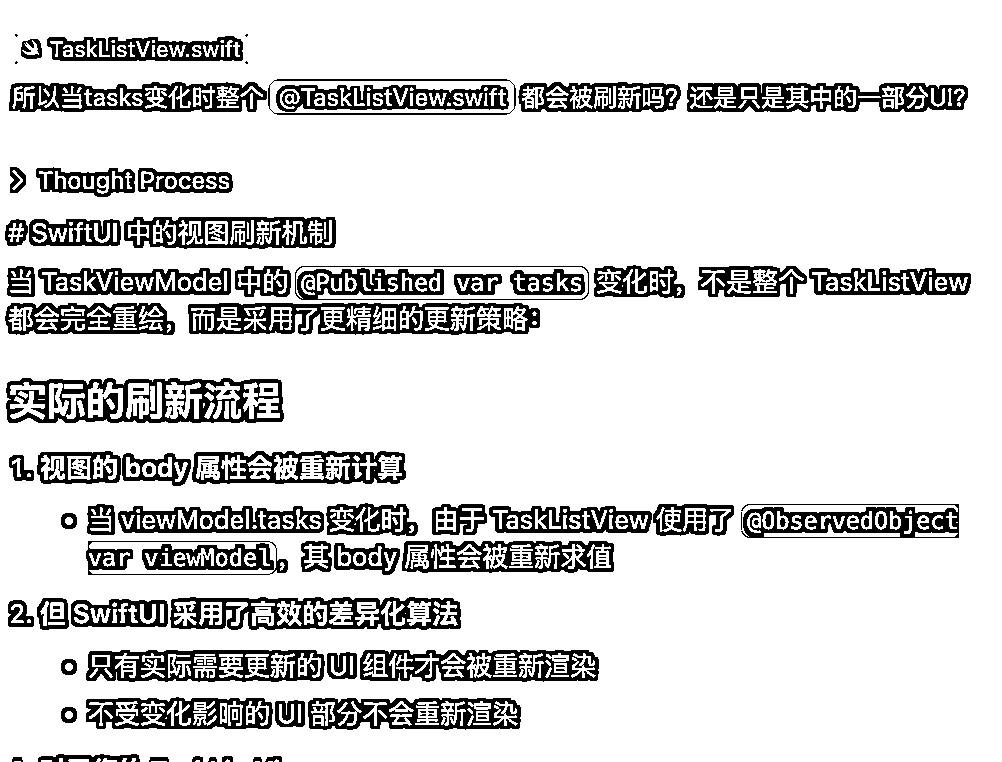 TaskListView.swift
所以当tasks变化时整个 @TaskListView.swift 都会被刷新吗？还是只是其中的一部分UI？
Thought Process
# SwiftUI 中的视图刷新机制
当 TaskViewModel 中的 @Published var tasks 变化时，不是整个 TaskListView
都会完全重绘，而是采用了更精细的更新策略：
实际的刷新流程
1. 视图的 body 属性会被重新计算
当 viewModel.tasks 变化时，由于 TaskListView 使用了 @ObservedObject
var viewModel，其 body 属性会被重新求值
2. 但 SwiftUI 采用了高效的差异化算法
只有实际需要更新的 UI 组件才会被重新渲染
不受变化影响的 UI 部分不会重新渲染